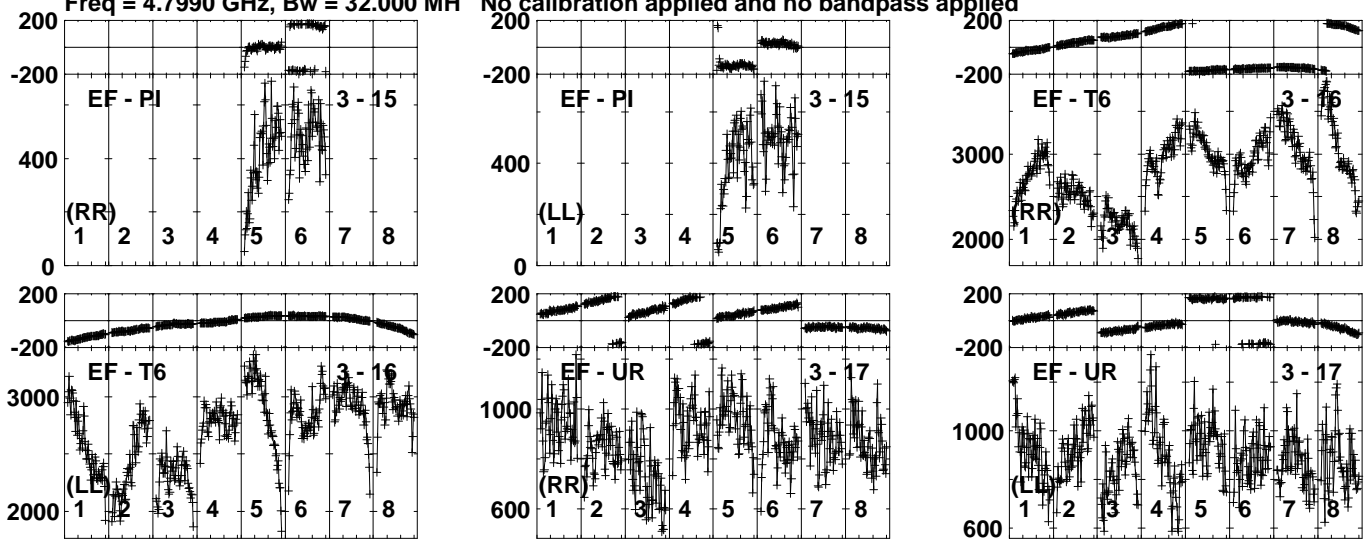 Freq = 4.7990 GHz, Bw = 32.000 MH   No calibration applied and no bandpass applied
200
-200
EF - PI 3 - 15
400
(RR)
1 2 3 4 5 6 7 8
0
200
-200
EF - PI 3 - 15
400
(LL)
1 2 3 4 5 6 7 8
0
200
-200
EF - T6 3 - 16
3000
(RR)
2000
1 2 3 4 5 6 7 8
200
-200
EF - T6 3 - 16
3000
(LL)
1 2 3 4 5 6 7 8
2000
200
-200
EF - UR 3 - 17
1000
(RR)
1 2 3 4 5 6 7 8
600
200
-200
EF - UR 3 - 17
1000
(LL)
1 2 3 4 5 6 7 8
600